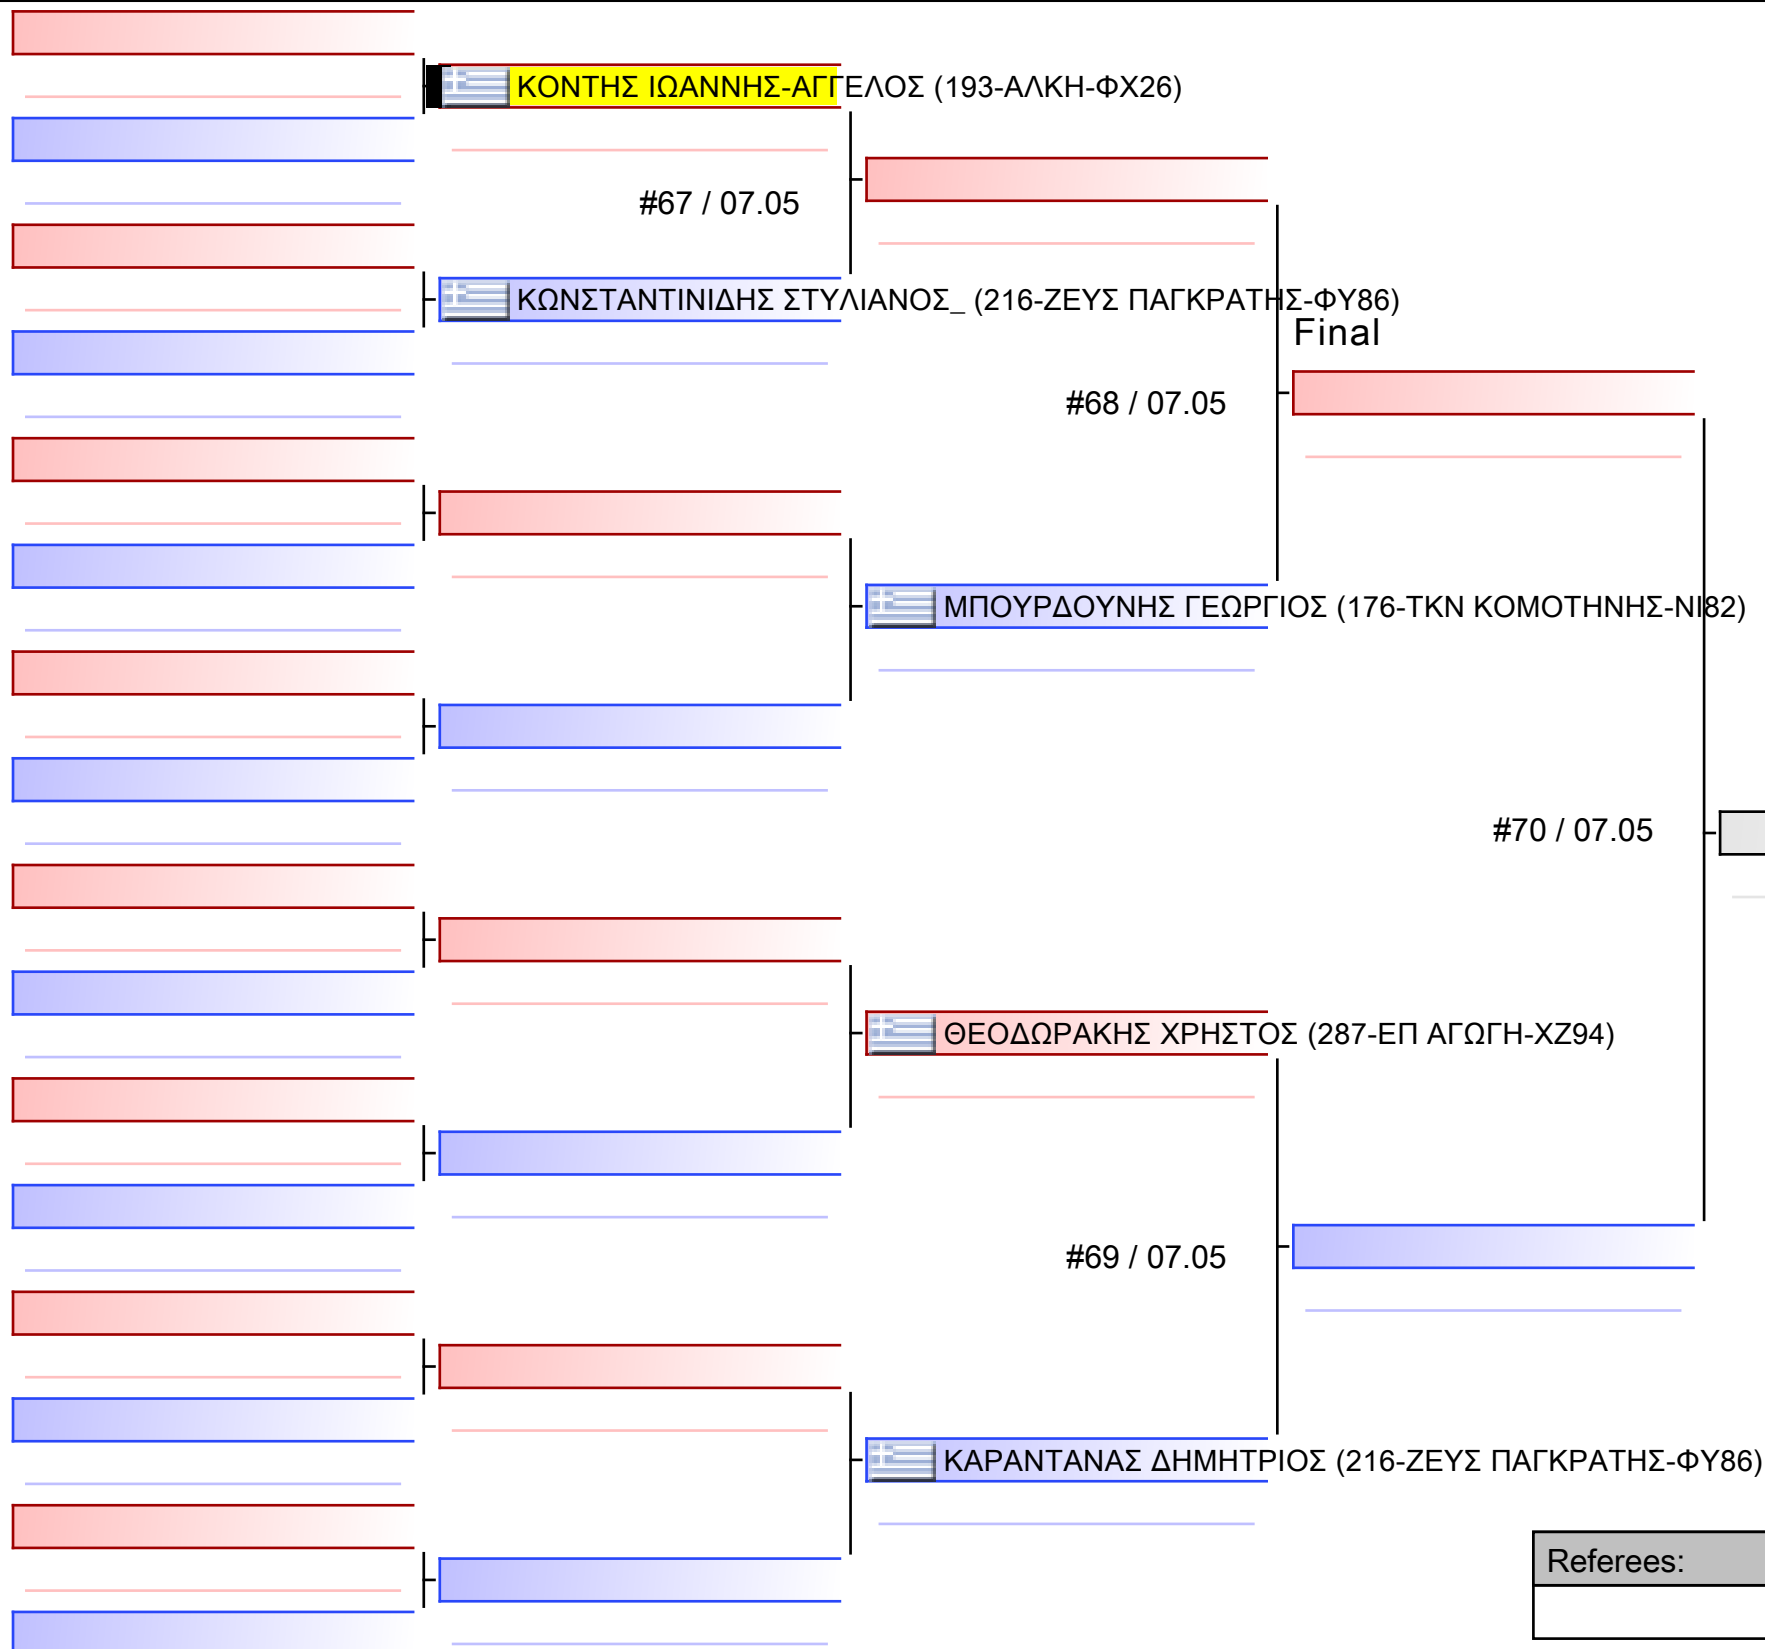 ΚΟΝΤΗΣ ΙΩΑΝΝΗΣ-ΑΓΓΕΛΟΣ (193-ΑΛΚΗ-ΦΧ26)
#67 / 07.05
ΚΩΝΣΤΑΝΤΙΝΙΔΗΣ ΣΤΥΛΙΑΝΟΣ_ (216-ΖΕΥΣ ΠΑΓΚΡΑΤΗΣ-ΦΥ86)
Final
#68 / 07.05
ΜΠΟΥΡΔΟΥΝΗΣ ΓΕΩΡΓΙΟΣ (176-ΤΚΝ ΚΟΜΟΤΗΝΗΣ-ΝΙ82)
#70 / 07.05
ΘΕΟΔΩΡΑΚΗΣ ΧΡΗΣΤΟΣ (287-ΕΠ ΑΓΩΓΗ-ΧΖ94)
#69 / 07.05
ΚΑΡΑΝΤΑΝΑΣ ΔΗΜΗΤΡΙΟΣ (216-ΖΕΥΣ ΠΑΓΚΡΑΤΗΣ-ΦΥ86)
Referees: